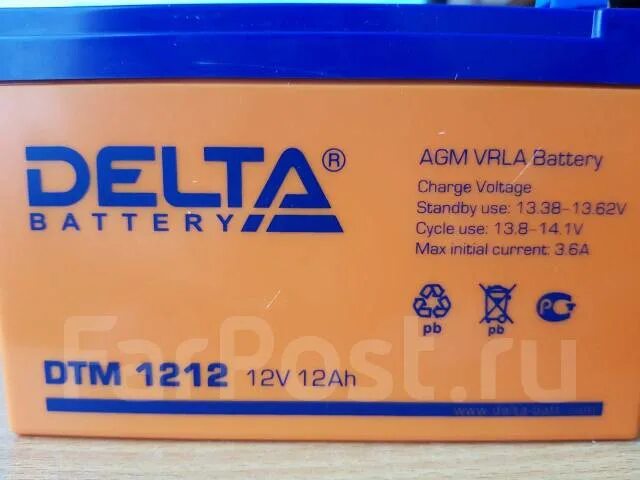 DELTA®
BATTERY
AGM VRLA Battery
Charge Voltage
Standby use: 13.38-13.62V
Cycle use: 13.8-14.1V
Max initial current: 3.6A
pb
pb
РСТ
DTM 1212 12V 12Ah
www.delta-batt.com
FarPost.ru